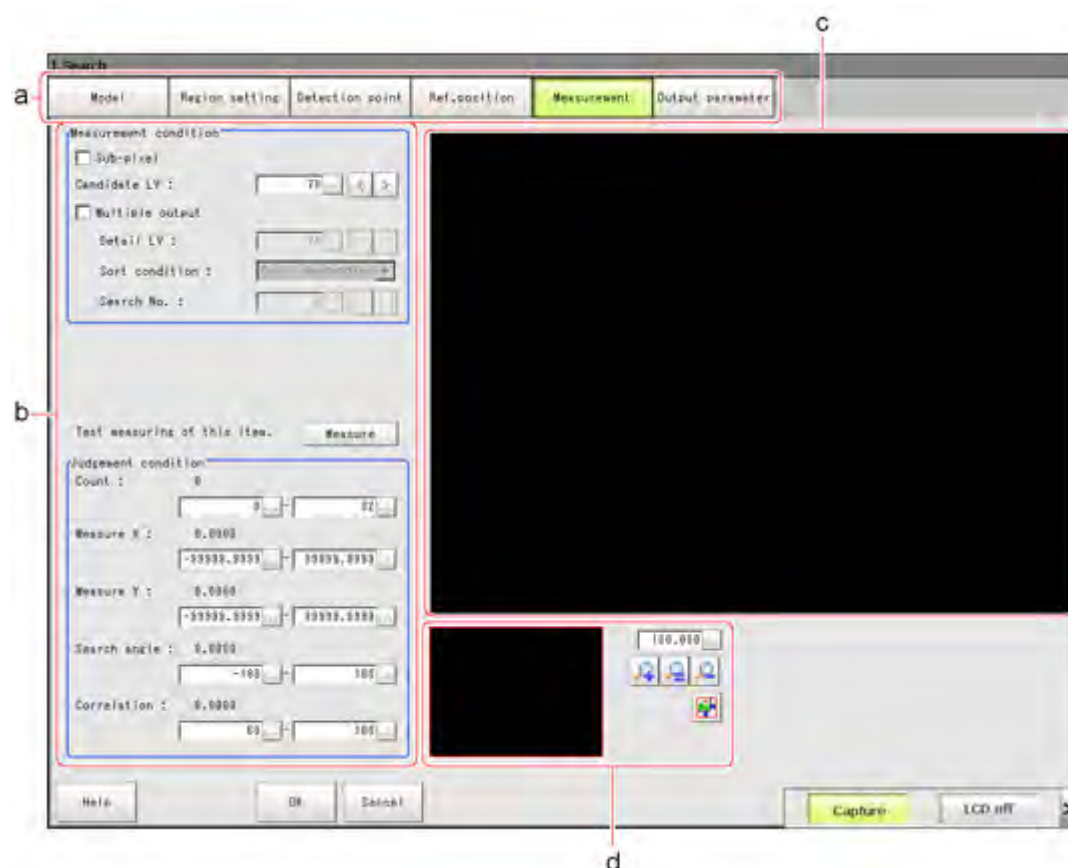 c
1.Search
a
Model Region setting Detection point Ref.position Measurement Output parameter
Measurement condition
Sub-pixel
Candidate LV : 70 < >
Multiple output
Detail LV :
Sort condition :
Search No. :
b
Test measuring of this item. Measure
Judgement condition
Count : 0
0 - 32
Measure X : 0.0000
-99999.9999 - 99999.9999
Measure Y : 0.0000
-99999.9999 - 99999.9999
Search angle : 0.0000
-180 - 180
Correlation : 0.0000
60 - 100
100.000
Help OK Cancel
Capture LCD off
d